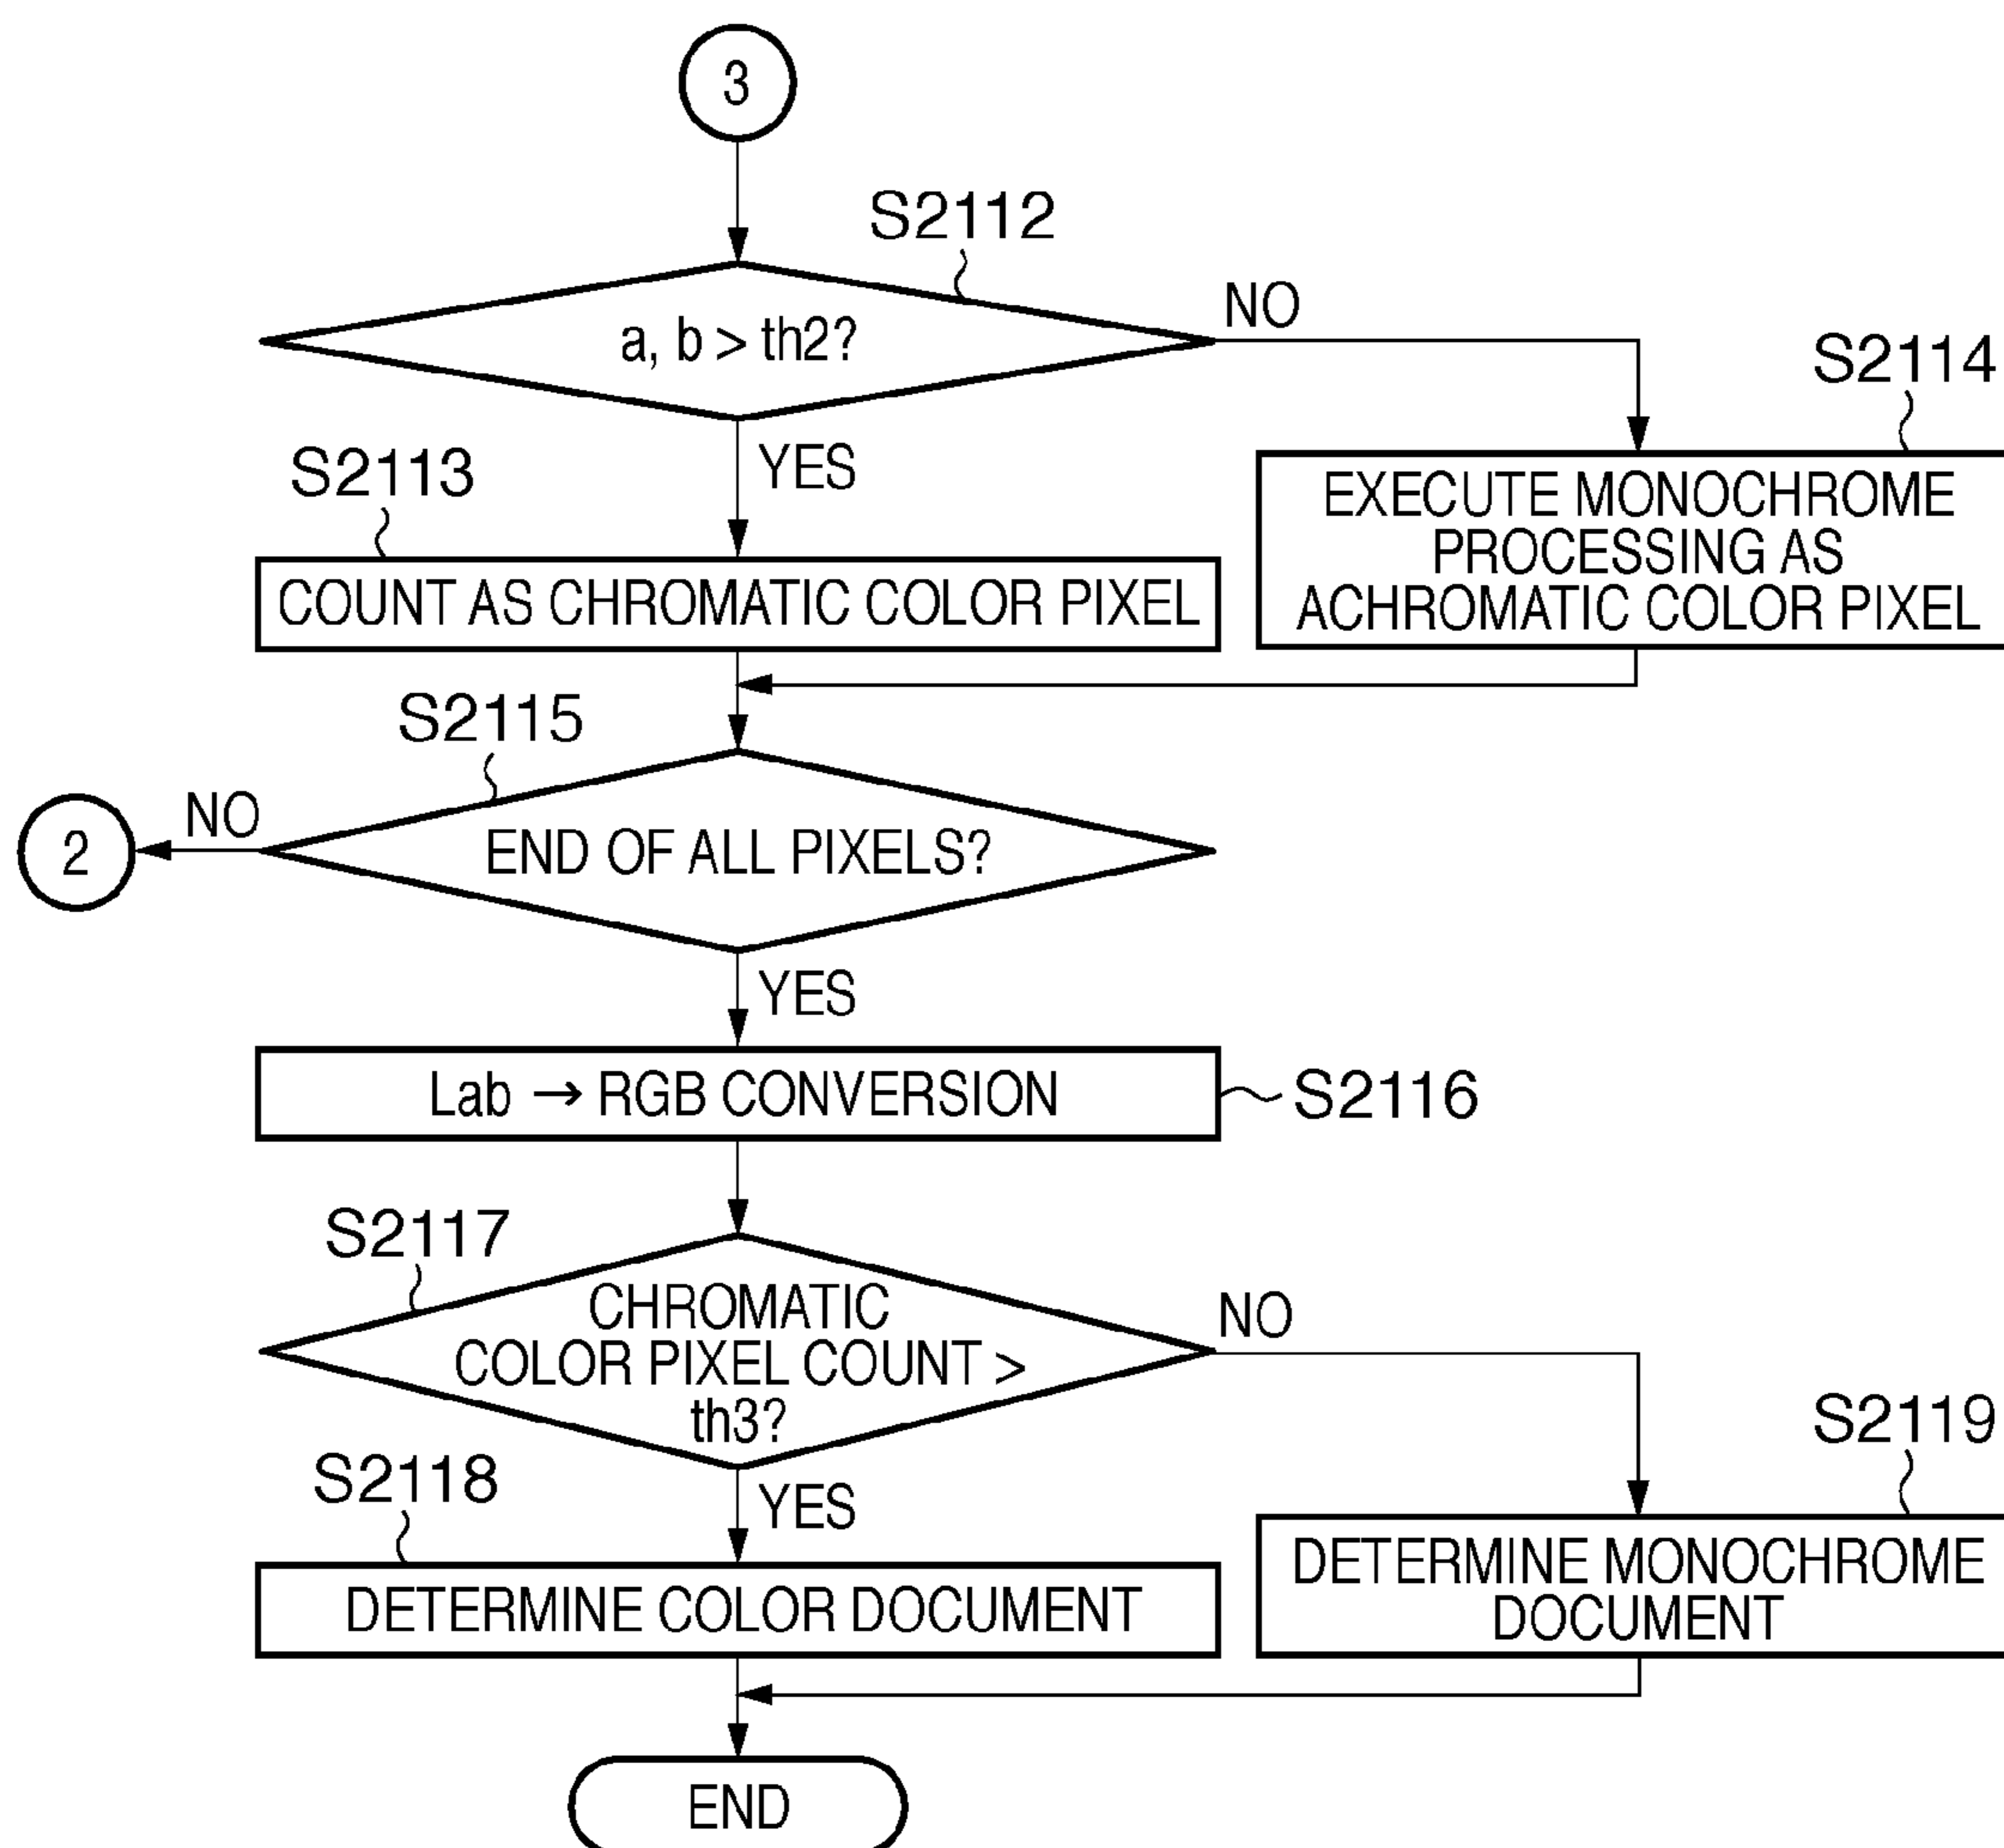 3
S2112
a, b > th2?
NO
S2114
YES
S2113
EXECUTE MONOCHROME
PROCESSING AS
ACHROMATIC COLOR PIXEL
COUNT AS CHROMATIC COLOR PIXEL
S2115
NO
2
END OF ALL PIXELS?
YES
Lab → RGB CONVERSION
S2116
S2117
CHROMATIC
COLOR PIXEL COUNT >
th3?
NO
S2119
S2118
YES
DETERMINE COLOR DOCUMENT
DETERMINE MONOCHROME
DOCUMENT
END